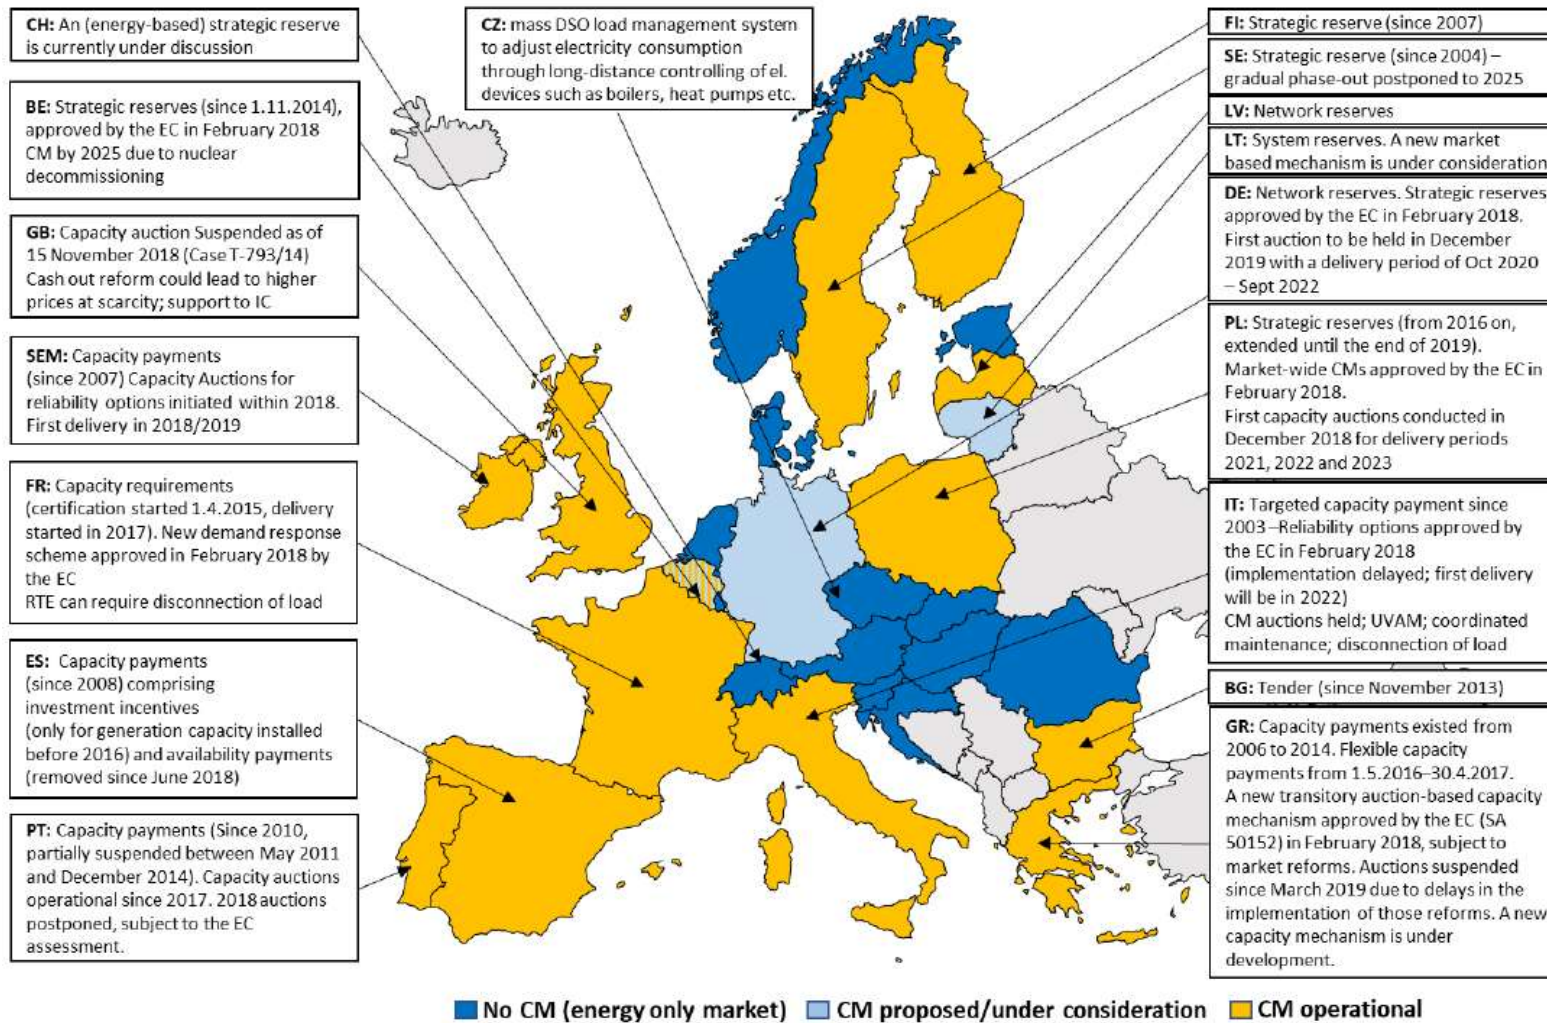 CH: An (energy-based) strategic reserve
is currently under discussion
BE: Strategic reserves (since 1.11.2014),
approved by the EC in February 2018
CM by 2025 due to nuclear
decommissioning
GB: Capacity auction Suspended as of
15 November 2018 (Case T-793/14)
Cash out reform could lead to higher
prices at scarcity; support to IC
SEM: Capacity payments
(since 2007) Capacity Auctions for
reliability options initiated within 2018.
First delivery in 2018/2019
FR: Capacity requirements
(certification started 1.4.2015, delivery
started in 2017). New demand response
scheme approved in February 2018 by
the EC
RTE can require disconnection of load
ES: Capacity payments
(since 2008) comprising
investment incentives
(only for generation capacity installed
before 2016) and availability payments
(removed since June 2018)
PT: Capacity payments (Since 2010,
partially suspended between May 2011
and December 2014). Capacity auctions
operational since 2017. 2018 auctions
postponed, subject to the EC
assessment.
CZ: mass DSO load management system
to adjust electricity consumption
through long-distance controlling of el.
devices such as boilers, heat pumps etc.
FI: Strategic reserve (since 2007)
SE: Strategic reserve (since 2004) –
gradual phase-out postponed to 2025
LV: Network reserves
LT: System reserves. A new market
based mechanism is under consideration
DE: Network reserves. Strategic reserves
approved by the EC in February 2018.
First auction to be held in December
2019 with a delivery period of Oct 2020
– Sept 2022
PL: Strategic reserves (from 2016 on,
extended until the end of 2019).
Market-wide CMs approved by the EC in
February 2018.
First capacity auctions conducted in
December 2018 for delivery periods
2021, 2022 and 2023
IT: Targeted capacity payment since
2003 –Reliability options approved by
the EC in February 2018
(implementation delayed; first delivery
will be in 2022)
CM auctions held; UVAM; coordinated
maintenance; disconnection of load
BG: Tender (since November 2013)
GR: Capacity payments existed from
2006 to 2014. Flexible capacity
payments from 1.5.2016–30.4.2017.
A new transitory auction-based capacity
mechanism approved by the EC (SA
50152) in February 2018, subject to
market reforms. Auctions suspended
since March 2019 due to delays in the
implementation of those reforms. A new
capacity mechanism is under
development.
No CM (energy only market)
CM proposed/under consideration
CM operational